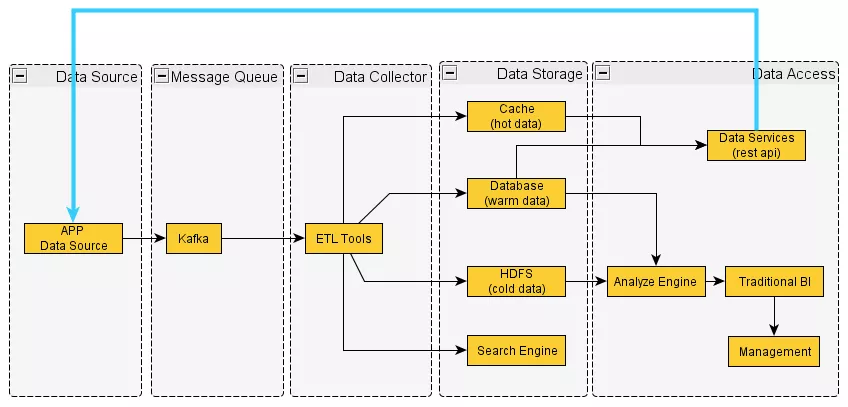 Data Source
Message Queue
Data Collector
Data Storage
Data Access
Cache
(hot data)
Data Services
(rest api)
Database
(warm data)
APP
Data Source
Kafka
ETL Tools
HDFS
(cold data)
Analyze Engine
Traditional BI
Search Engine
Management